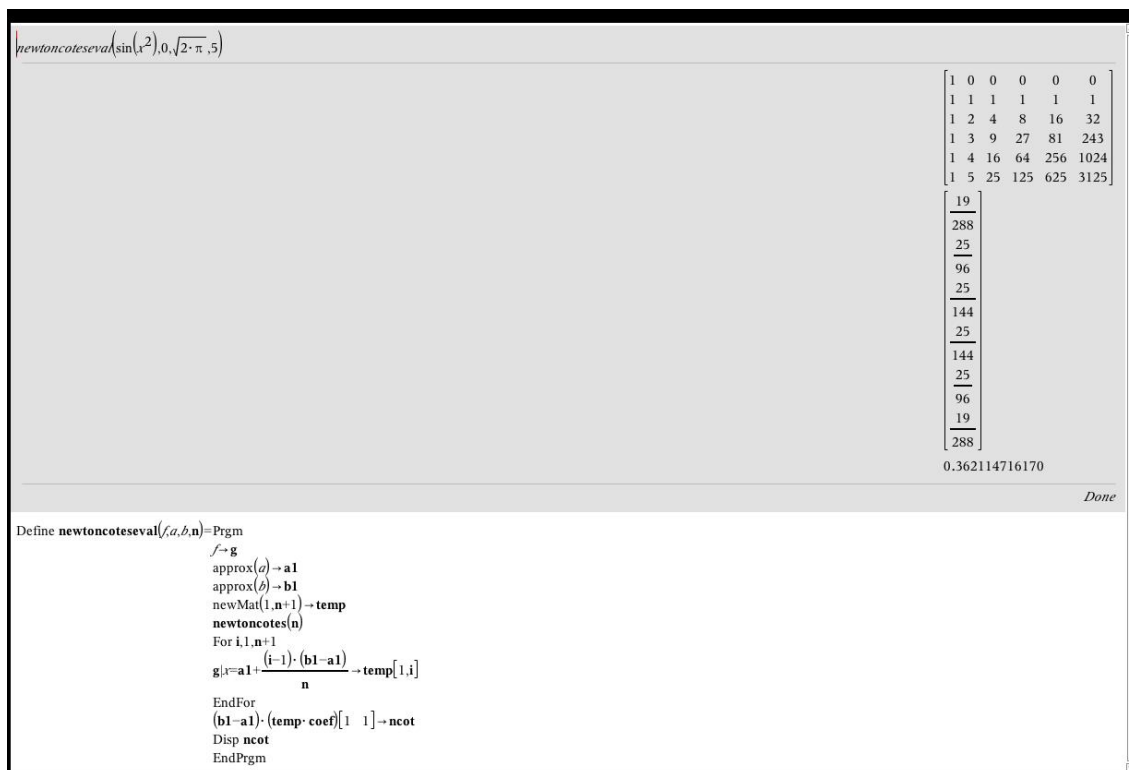 newtoncoteseval(sin(x²),0,√2·π,5)
[1 0 0 0 0 0
1 1 1 1 1 1
1 2 4 8 16 32
1 3 9 27 81 243
1 4 16 64 256 1024
1 5 25 125 625 3125]
[19/288
25/96
25/144
25/144
25/96
19/288]
0.362114716170
Done
Define newtoncoteseval(f,a,b,n)=Prgm
f→g
approx(a)→a1
approx(b)→b1
newMat(1,n+1)→temp
newtoncotes(n)
For i,1,n+1
g|x=a1+(i−1)·(b1−a1)/n→temp[1,i]
EndFor
(b1−a1)·(temp·coef)[1 1]→ncot
Disp ncot
EndPrgm